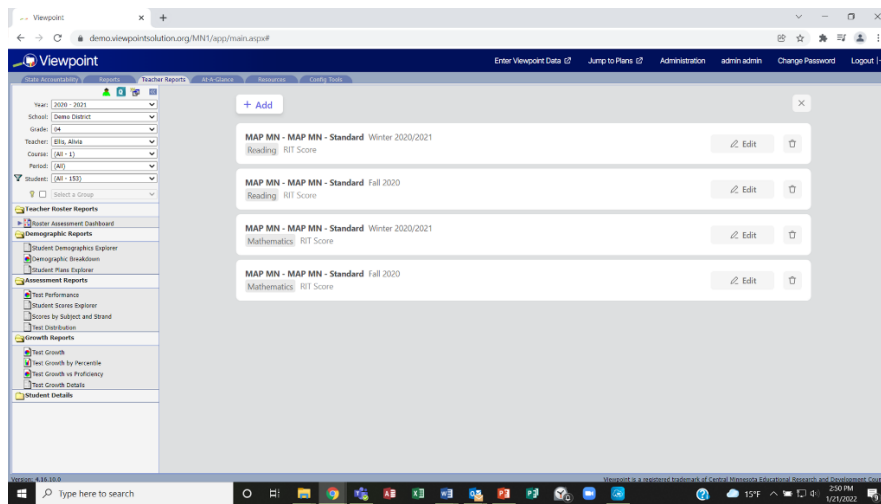 Viewpoint
demo.viewpointsolution.org/MN1/app/main.aspx#
Viewpoint
Enter Viewpoint Data
Jump to Plans
Administration
admin admin
Change Password
Logout
State Accountability
Reports
Teacher Reports
At-A-Glance
Resources
Config Tools
Year: 2020 - 2021
School: Demo District
Grade: 04
Teacher: Ellis, Alivia
Course: (All - 1)
Period: (All)
Student: (All - 153)
Select a Group
Teacher Roster Reports
Roster Assessment Dashboard
Demographic Reports
Student Demographics Explorer
Demographic Breakdown
Student Plans Explorer
Assessment Reports
Test Performance
Student Scores Explorer
Scores by Subject and Strand
Test Distribution
Growth Reports
Test Growth
Test Growth by Percentile
Test Growth vs Proficiency
Test Growth Details
Student Details
+ Add
MAP MN - MAP MN - Standard Winter 2020/2021
Reading RIT Score
Edit
MAP MN - MAP MN - Standard Fall 2020
Reading RIT Score
Edit
MAP MN - MAP MN - Standard Winter 2020/2021
Mathematics RIT Score
Edit
MAP MN - MAP MN - Standard Fall 2020
Mathematics RIT Score
Edit
Version: 4.16.10.0
Viewpoint is a registered trademark of Central Minnesota Educational Research and Development Coun
Type here to search
15°F
2:50 PM
1/21/2022